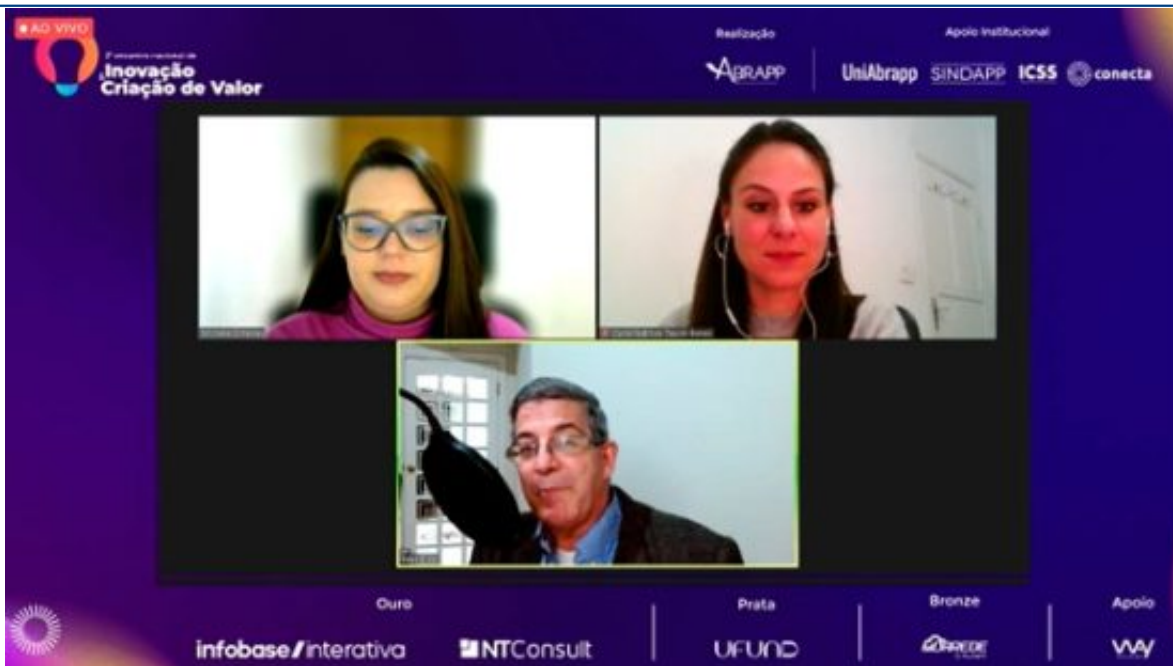 AO VIVO
Inovação
Criação de Valor
Realização
ABRAPP
Apoio Institucional
UniAbrapp SINDAPP ICSS conecta
Ouro
infobase/interativa NTConsult
Prata
UFUND
Bronze
Apoio